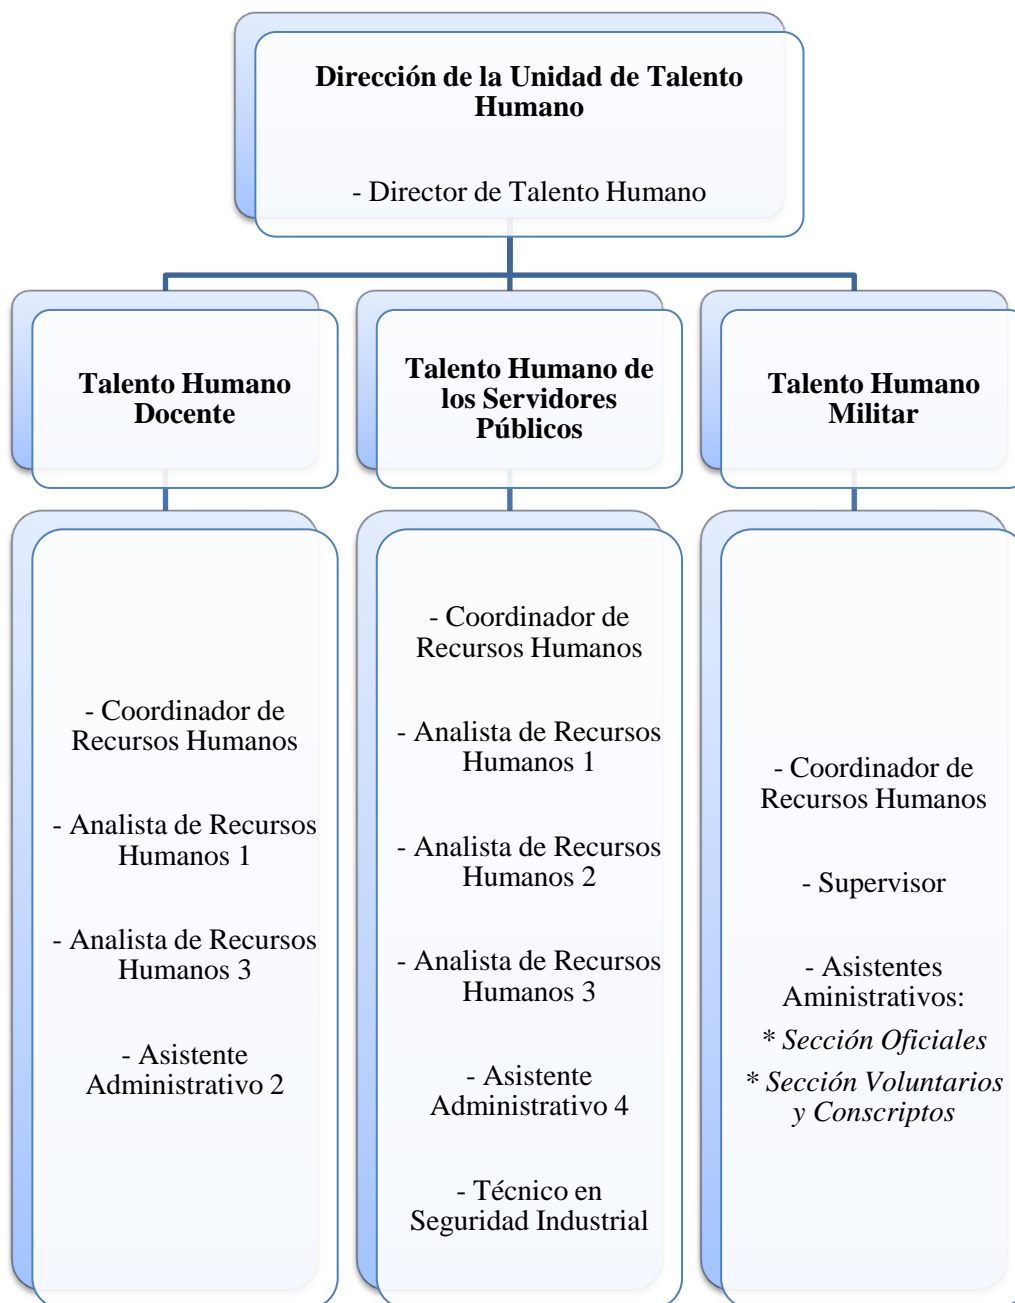 Dirección de la Unidad de Talento
Humano
- Director de Talento Humano
Talento Humano
Docente
Talento Humano de
los Servidores
Públicos
Talento Humano
Militar
- Coordinador de
Recursos Humanos
- Analista de Recursos
Humanos 1
- Analista de Recursos
Humanos 3
- Asistente
Administrativo 2
- Coordinador de
Recursos Humanos
- Analista de Recursos
Humanos 1
- Analista de Recursos
Humanos 2
- Analista de Recursos
Humanos 3
- Asistente
Administrativo 4
- Técnico en
Seguridad Industrial
- Coordinador de
Recursos Humanos
- Supervisor
- Asistentes
Aministrativos:
* Sección Oficiales
* Sección Voluntarios
y Conscriptos